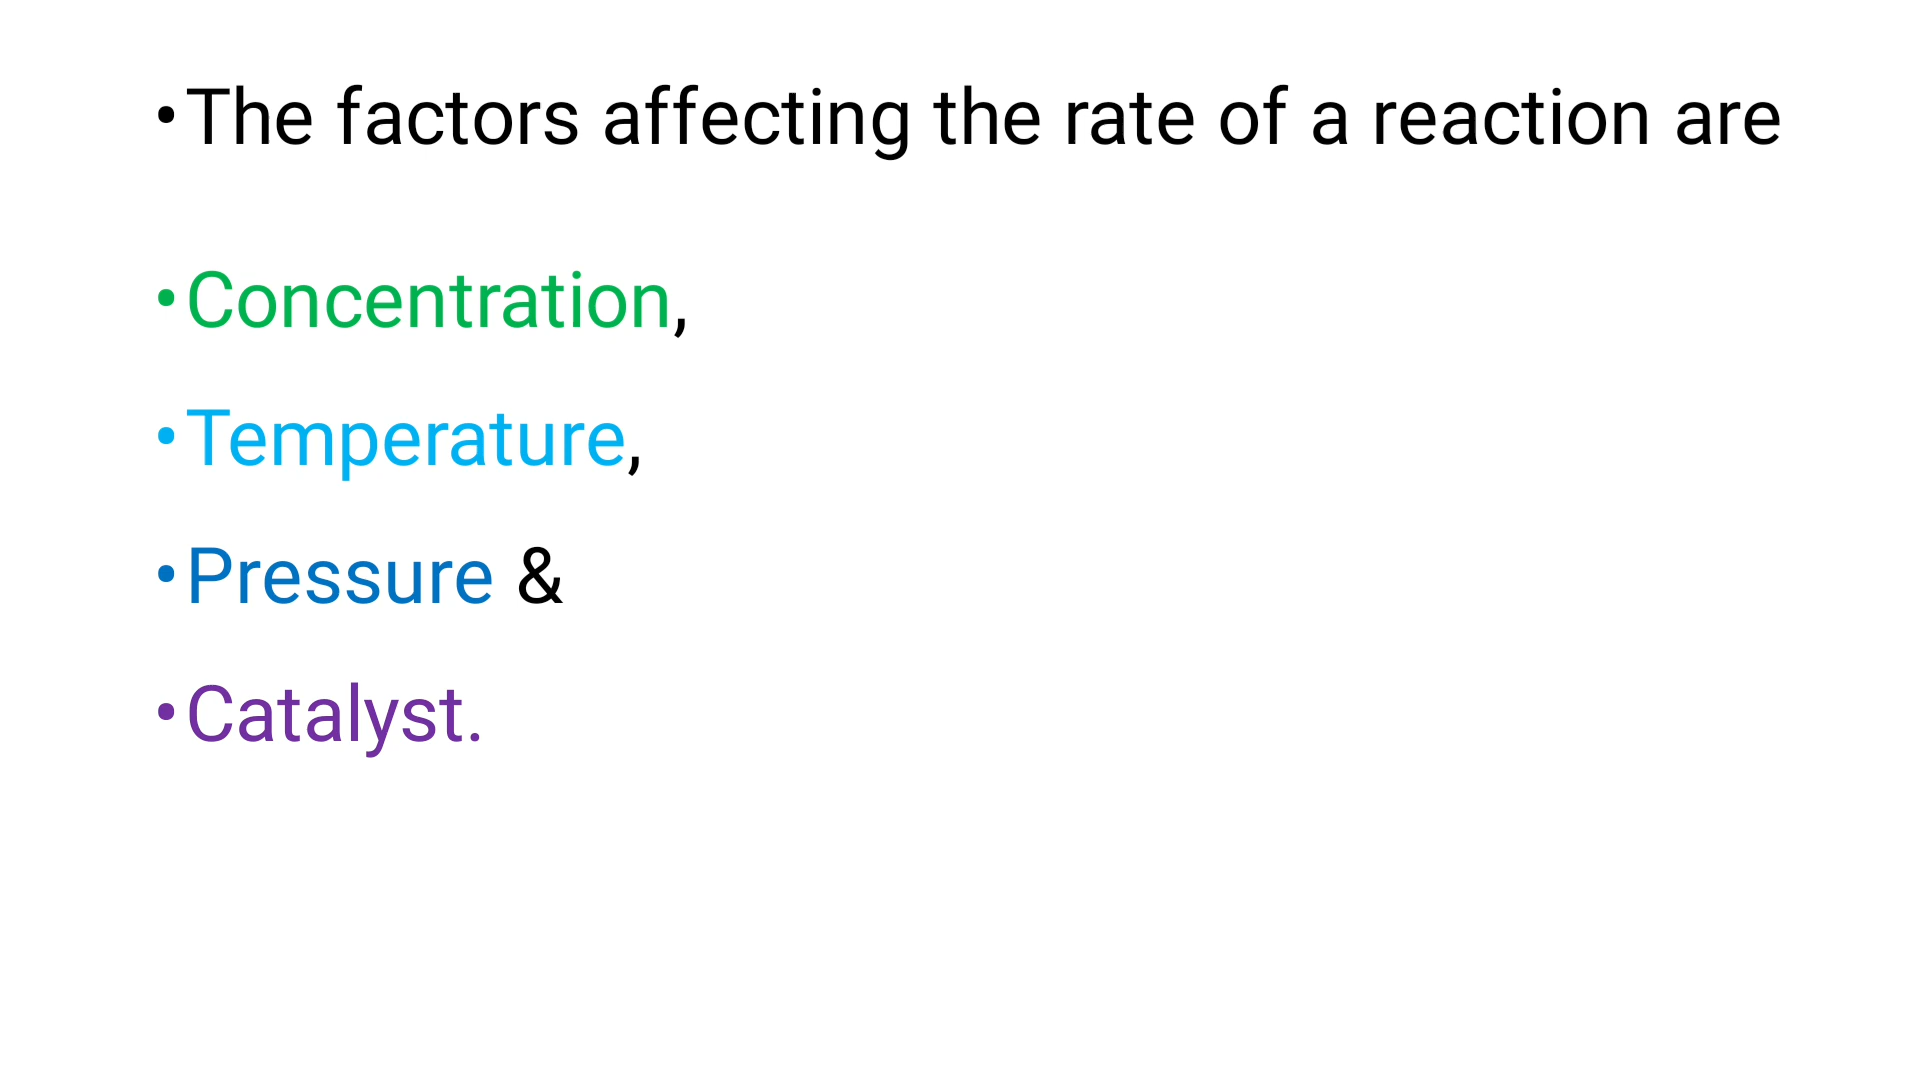 •The factors affecting the rate of a reaction are
•Concentration,
•Temperature,
•Pressure &
•Catalyst.